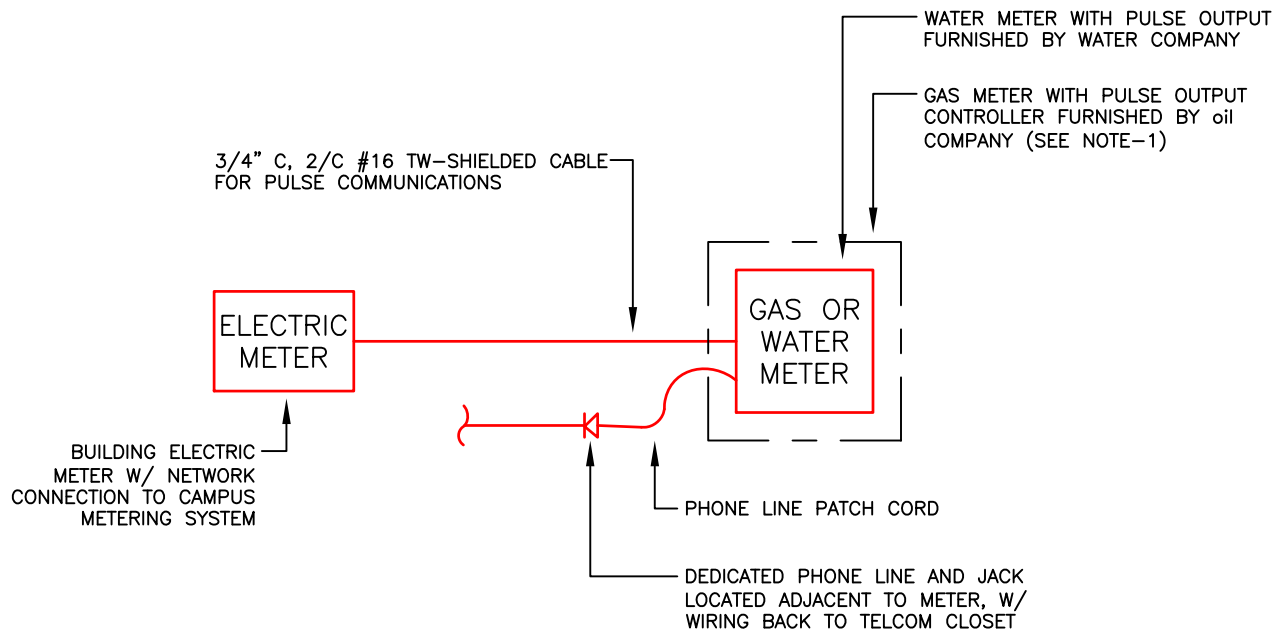 WATER METER WITH PULSE OUTPUT
FURNISHED BY WATER COMPANY
GAS METER WITH PULSE OUTPUT
CONTROLLER FURNISHED BY oil
COMPANY (SEE NOTE-1)
3/4" C, 2/C #16 TW-SHIELDED CABLE
FOR PULSE COMMUNICATIONS
ELECTRIC
METER
GAS OR
WATER
METER
BUILDING ELECTRIC
METER W/ NETWORK
CONNECTION TO CAMPUS
METERING SYSTEM
PHONE LINE PATCH CORD
DEDICATED PHONE LINE AND JACK
LOCATED ADJACENT TO METER, W/
WIRING BACK TO TELCOM CLOSET